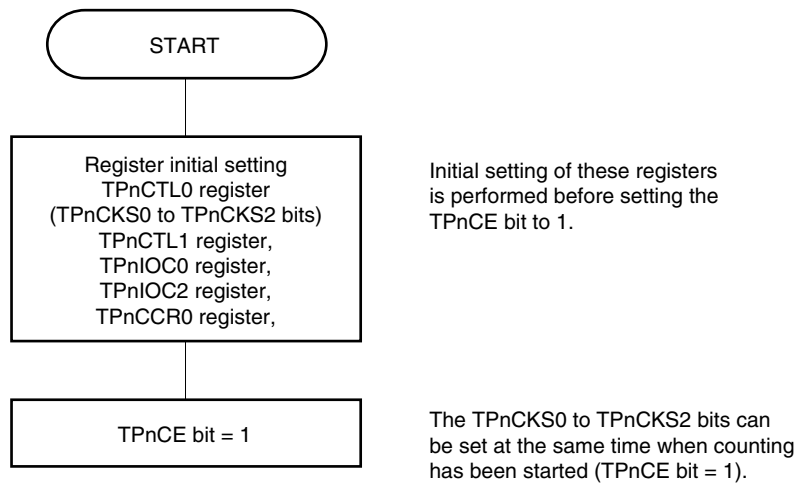 START
Register initial setting
TPnCTL0 register
(TPnCKS0 to TPnCKS2 bits)
TPnCTL1 register,
TPnIOC0 register,
TPnIOC2 register,
TPnCCR0 register,
Initial setting of these registers
is performed before setting the
TPnCE bit to 1.
TPnCE bit = 1
The TPnCKS0 to TPnCKS2 bits can
be set at the same time when counting
has been started (TPnCE bit = 1).